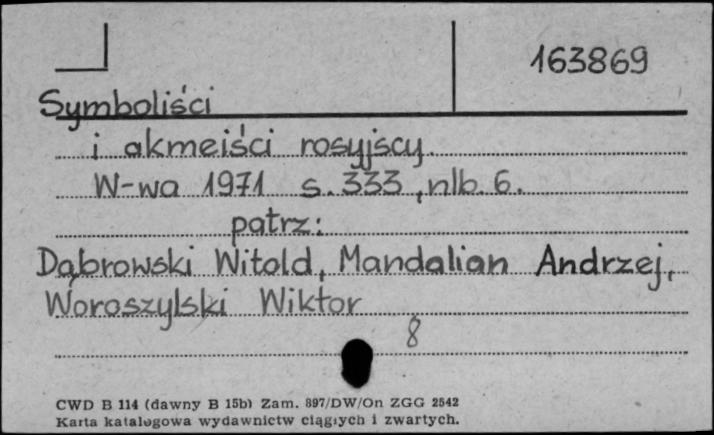 163869
Symboliści
i akmeiści rosyjscy
W-wa 1971 s. 333, nlb. 6.
patrz:
Dąbrowski Witold, Mandalian Andrzej,
Woroszylski Wiktor
8
CWD B 114 (dawny B 15b) Zam. 897/DW/On ZGG 2542
Karta katalogowa wydawnictw ciągłych i zwartych.